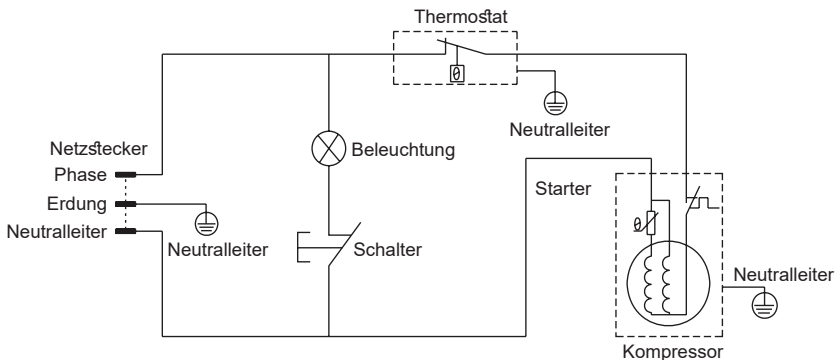 Thermostat
Neutralleiter
Netzstecker
Phase
Beleuchtung
Starter
Erdung
Neutralleiter
Neutralleiter
Schalter
Neutralleiter
Kompressor
θ
θ